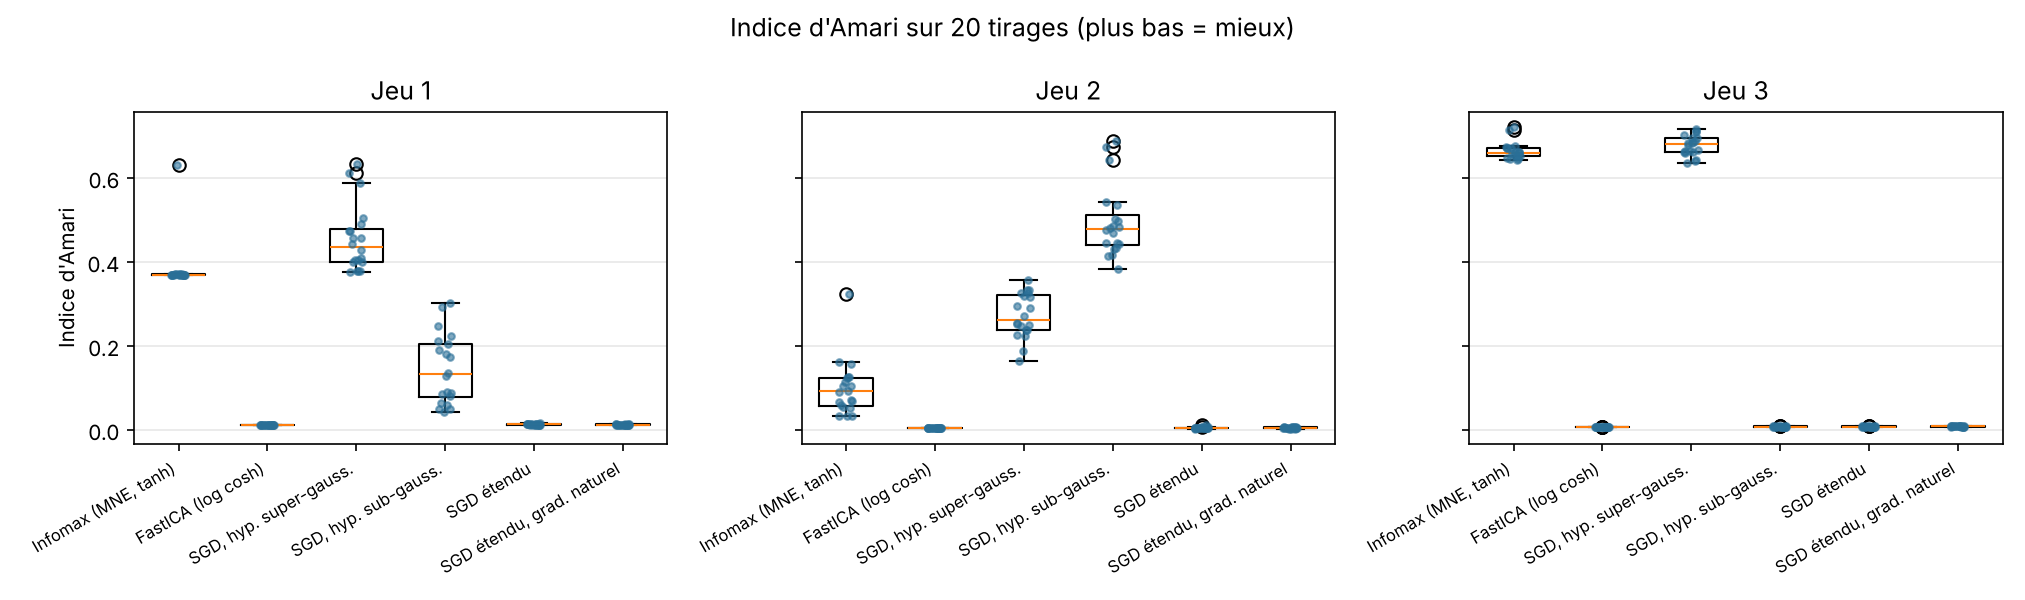 Indice d'Amari sur 20 tirages (plus bas = mieux)
Jeu 1
Indice d'Amari
0.6
0.4
0.2
0.0
Infomax (MNE, tanh)
FastICA (log cosh)
SGD, hyp. super-gauss.
SGD, hyp. sub-gauss.
SGD étendu
SGD étendu, grad. naturel
Jeu 2
Infomax (MNE, tanh)
FastICA (log cosh)
SGD, hyp. super-gauss.
SGD, hyp. sub-gauss.
SGD étendu
SGD étendu, grad. naturel
Jeu 3
Infomax (MNE, tanh)
FastICA (log cosh)
SGD, hyp. super-gauss.
SGD, hyp. sub-gauss.
SGD étendu
SGD étendu, grad. naturel